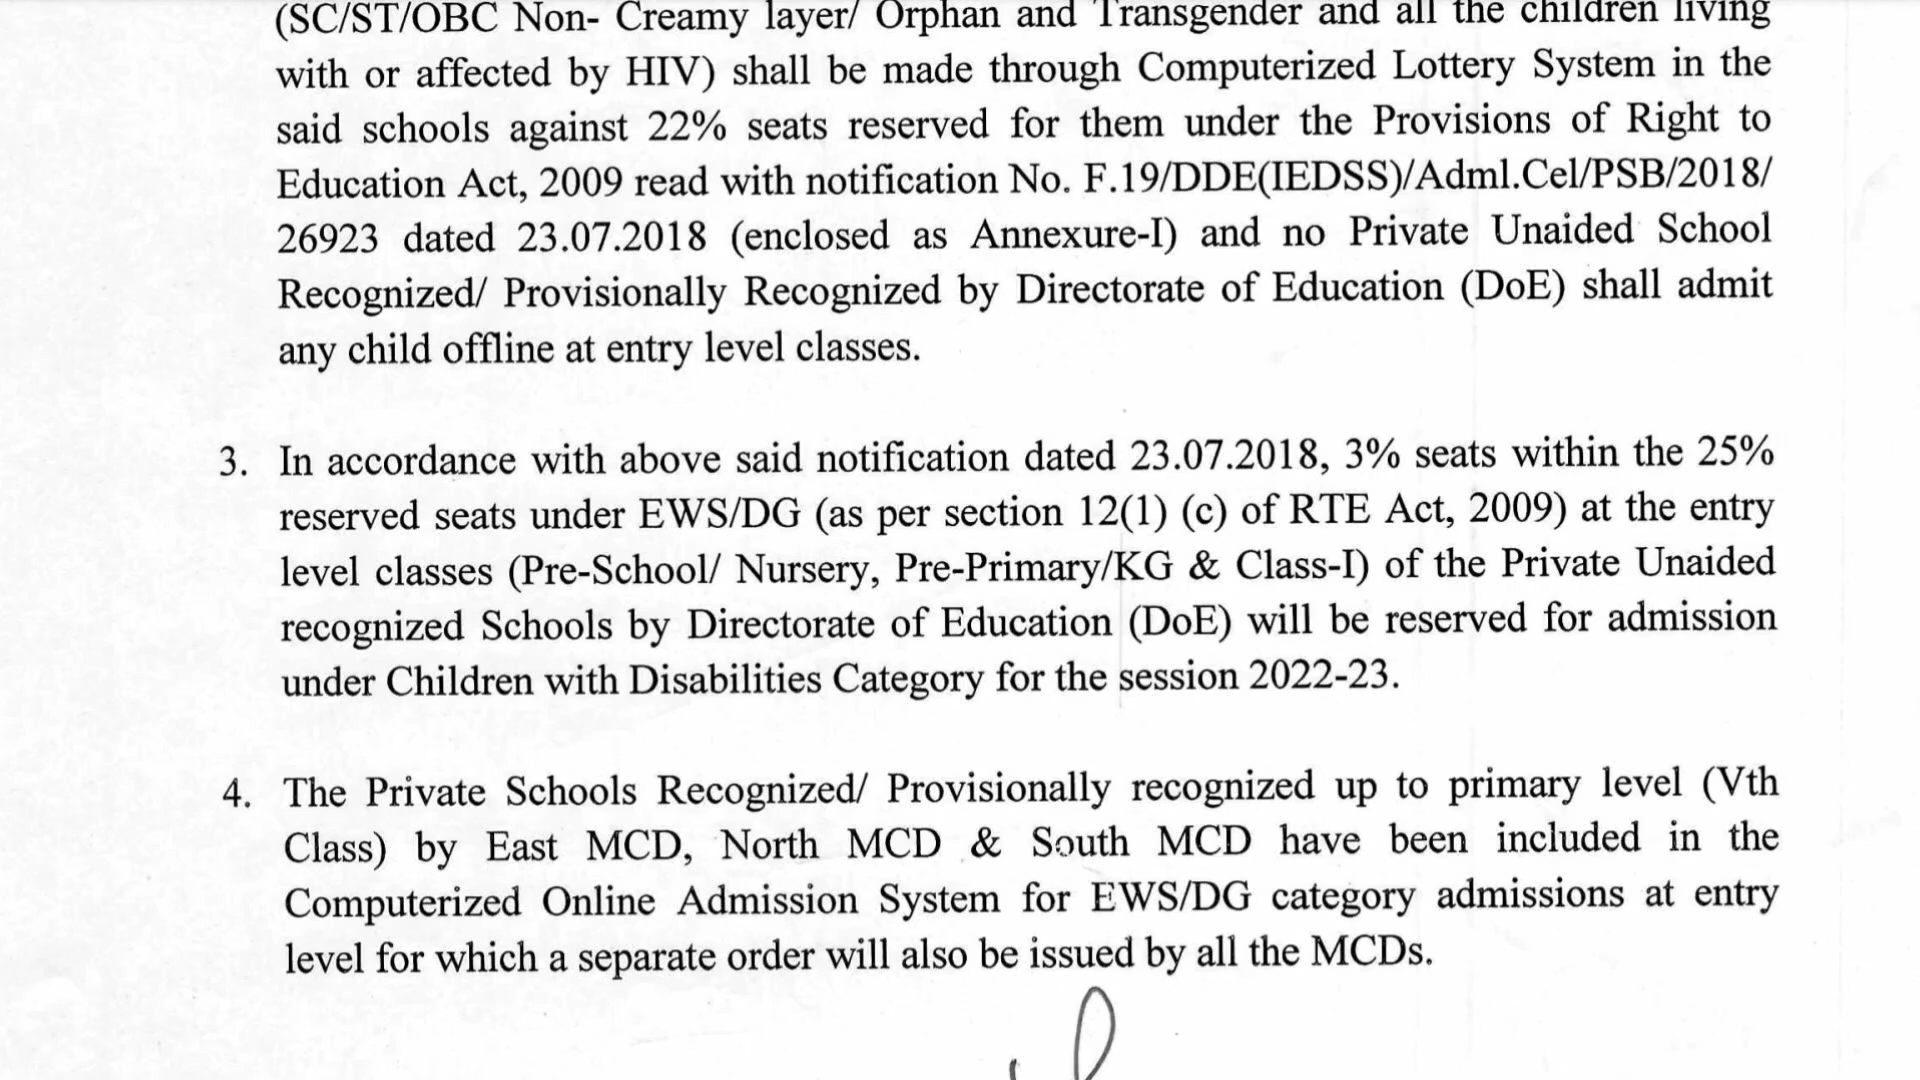 (SC/ST/OBC Non- Creamy layer/ Orphan and Transgender and all the children living
with or affected by HIV) shall be made through Computerized Lottery System in the
said schools against 22% seats reserved for them under the Provisions of Right to
Education Act, 2009 read with notification No. F.19/DDE(IEDSS)/Adml.Cel/PSB/2018/
26923 dated 23.07.2018 (enclosed as Annexure-I) and no Private Unaided School
Recognized/ Provisionally Recognized by Directorate of Education (DoE) shall admit
any child offline at entry level classes.
3. In accordance with above said notification dated 23.07.2018, 3% seats within the 25%
reserved seats under EWS/DG (as per section 12(1) (c) of RTE Act, 2009) at the entry
level classes (Pre-School/ Nursery, Pre-Primary/KG & Class-I) of the Private Unaided
recognized Schools by Directorate of Education (DoE) will be reserved for admission
under Children with Disabilities Category for the session 2022-23.
4. The Private Schools Recognized/ Provisionally recognized up to primary level (Vth
Class) by East MCD, North MCD & South MCD have been included in the
Computerized Online Admission System for EWS/DG category admissions at entry
level for which a separate order will also be issued by all the MCDs.